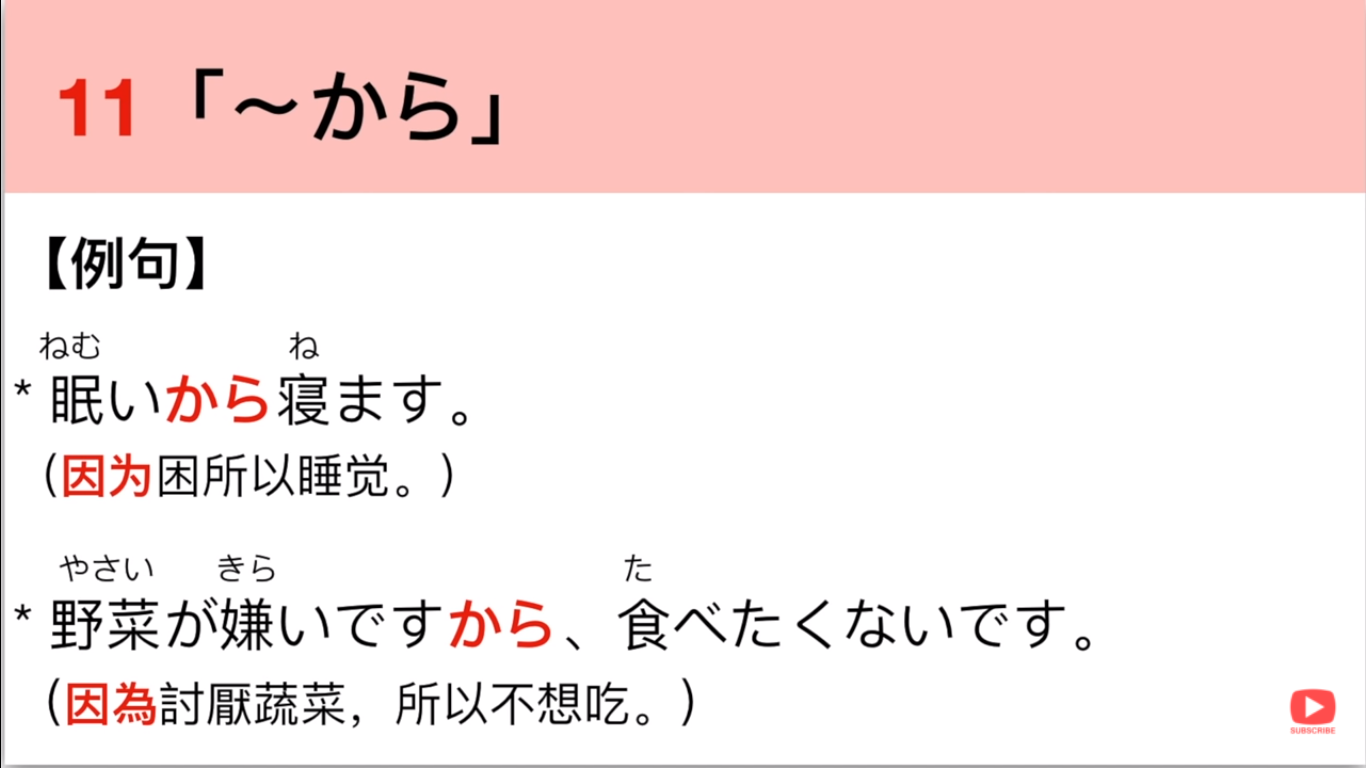 11「～から」
【例句】
ねむ ね
* 眠いから寝ます。
（因为困所以睡觉。）
やさい きら た
* 野菜が嫌いですから、食べたくないです。
（因為討厭蔬菜，所以不想吃。）
SUBSCRIBE